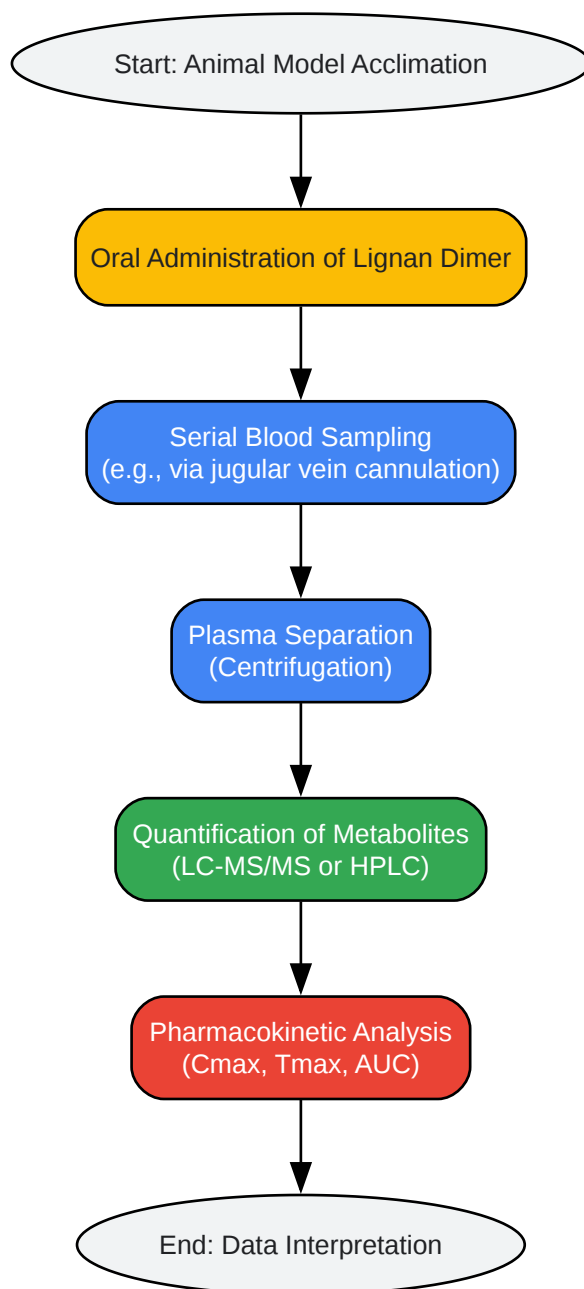 Start: Animal Model Acclimation
Oral Administration of Lignan Dimer
Serial Blood Sampling
(e.g., via jugular vein cannulation)
Plasma Separation
(Centrifugation)
Quantification of Metabolites
(LC-MS/MS or HPLC)
Pharmacokinetic Analysis
(Cmax, Tmax, AUC)
End: Data Interpretation